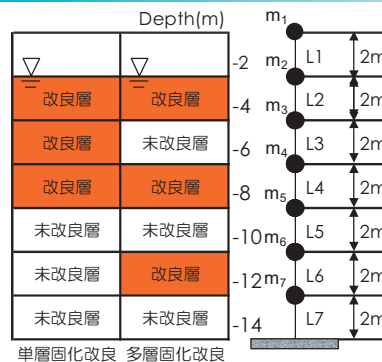 Depth(m) m1
-2 m2 L1 2m
改良層 改良層 -4 m3 L2 2m
改良層 未改良層 -6 m4 L3 2m
改良層 改良層 -8 m5 L4 2m
未改良層 未改良層 -10 m6 L5 2m
未改良層 改良層 -12 m7 L6 2m
未改良層 未改良層 -14 L7 2m
単層固化改良 多層固化改良